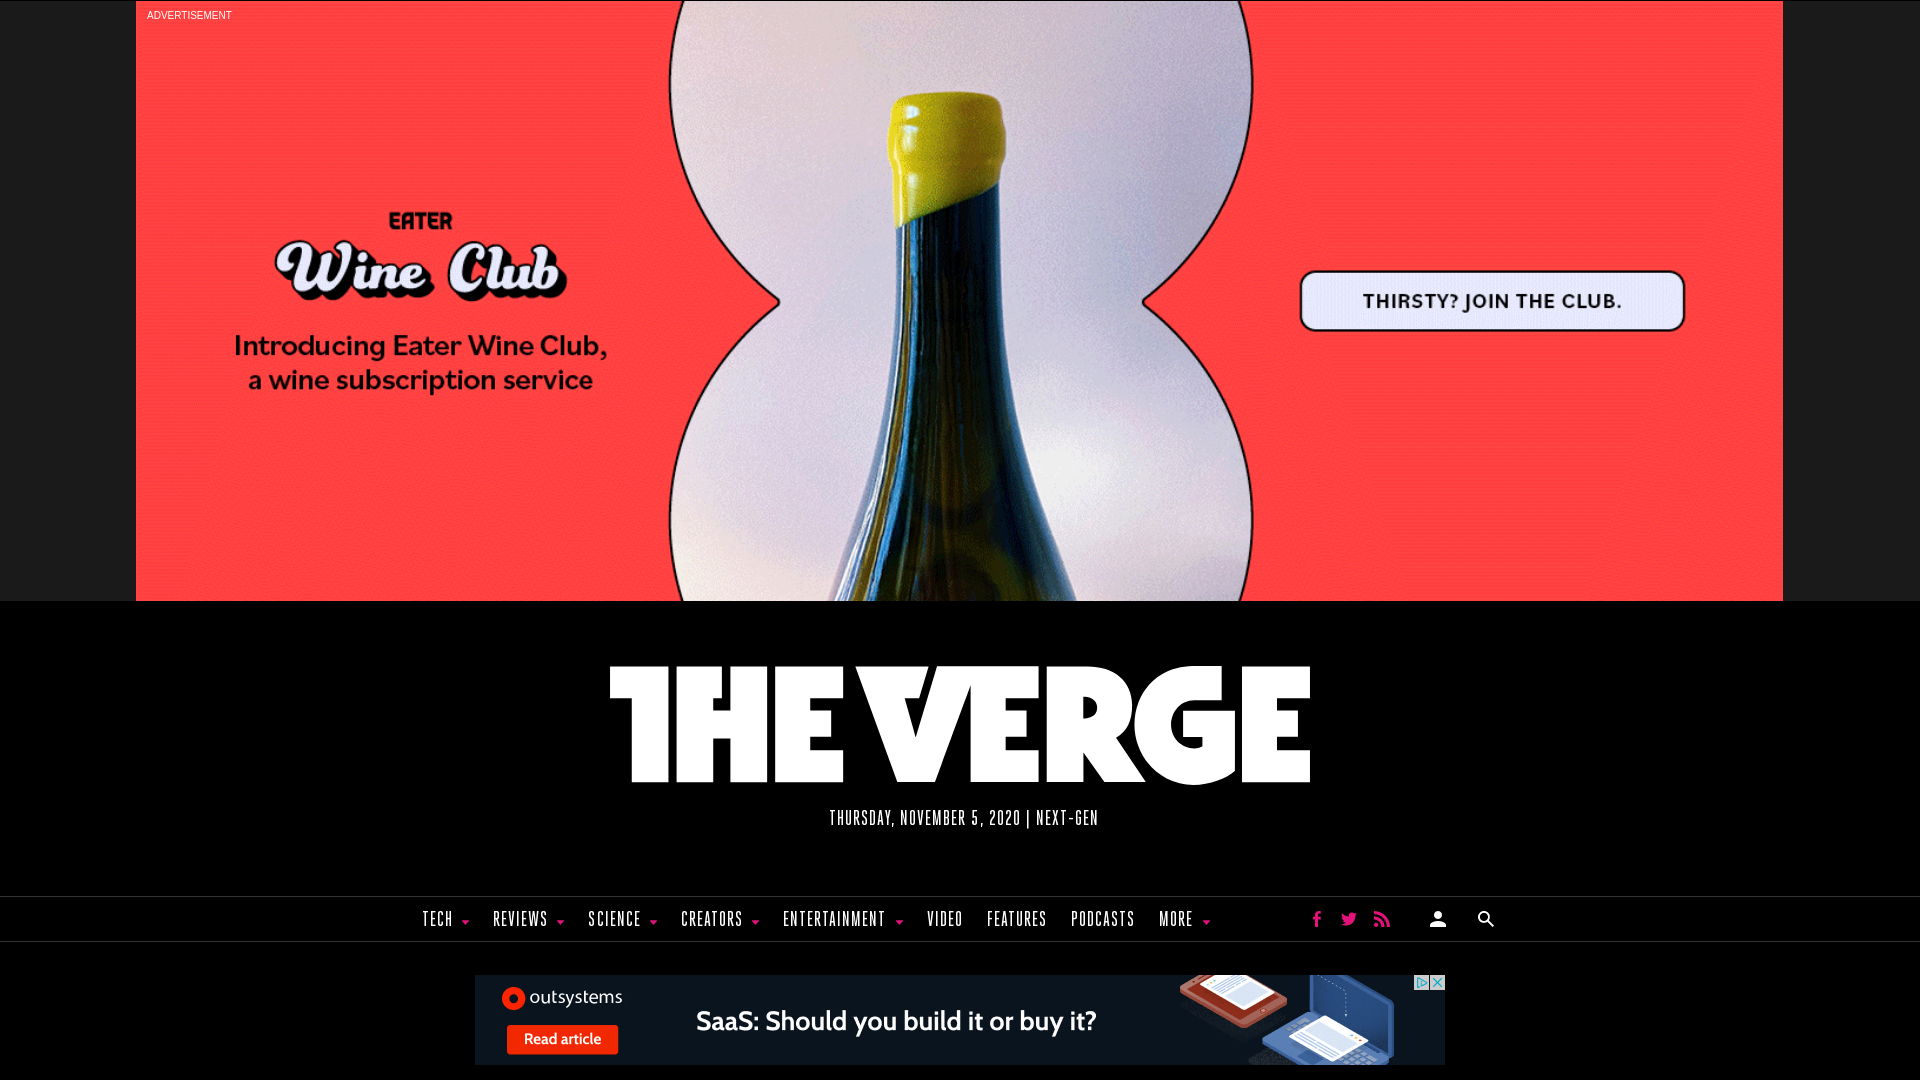 ADVERTISEMENT
EATER
Wine Club
Introducing Eater Wine Club,
a wine subscription service
THIRSTY? JOIN THE CLUB.
THE VERGE
THURSDAY, NOVEMBER 5, 2020 | NEXT-GEN
TECH REVIEWS SCIENCE CREATORS ENTERTAINMENT VIDEO FEATURES PODCASTS MORE
outsystems
Read article
SaaS: Should you build it or buy it?